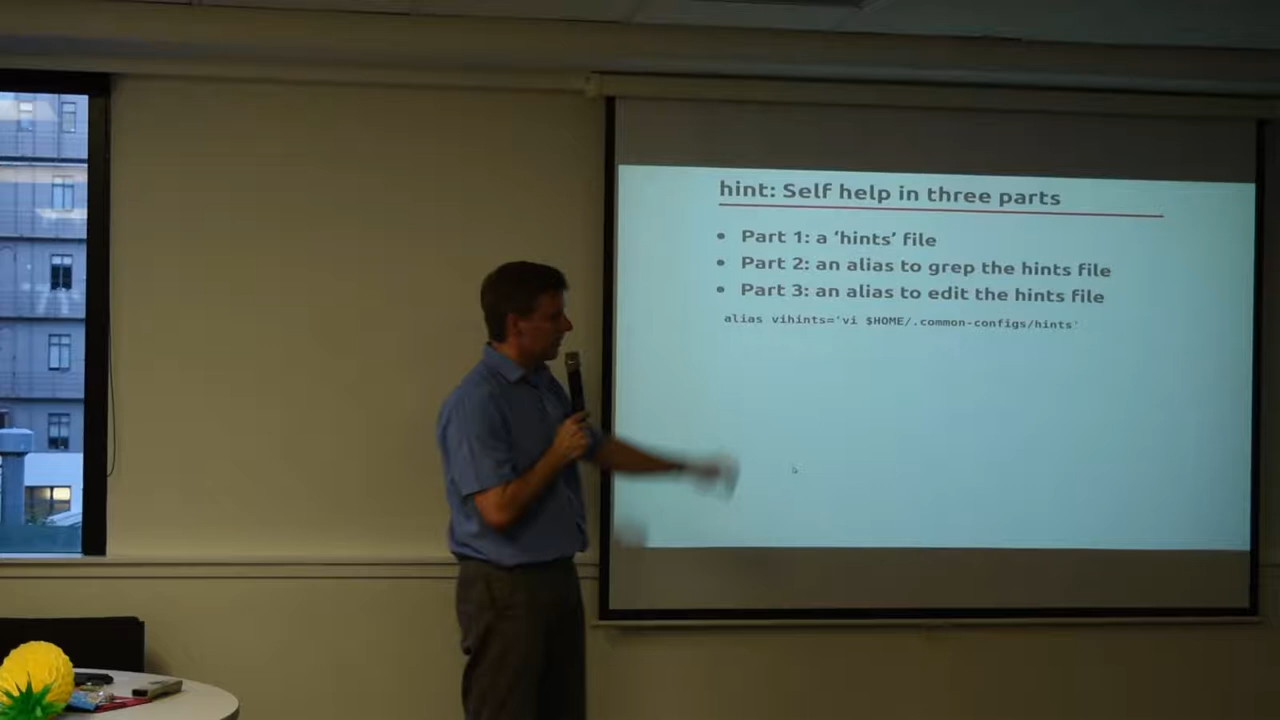 hint: Self help in three parts
• Part 1: a ‘hints’ file
• Part 2: an alias to grep the hints file
• Part 3: an alias to edit the hints file
alias vihints='vi $HOME/.common-configs/hints'